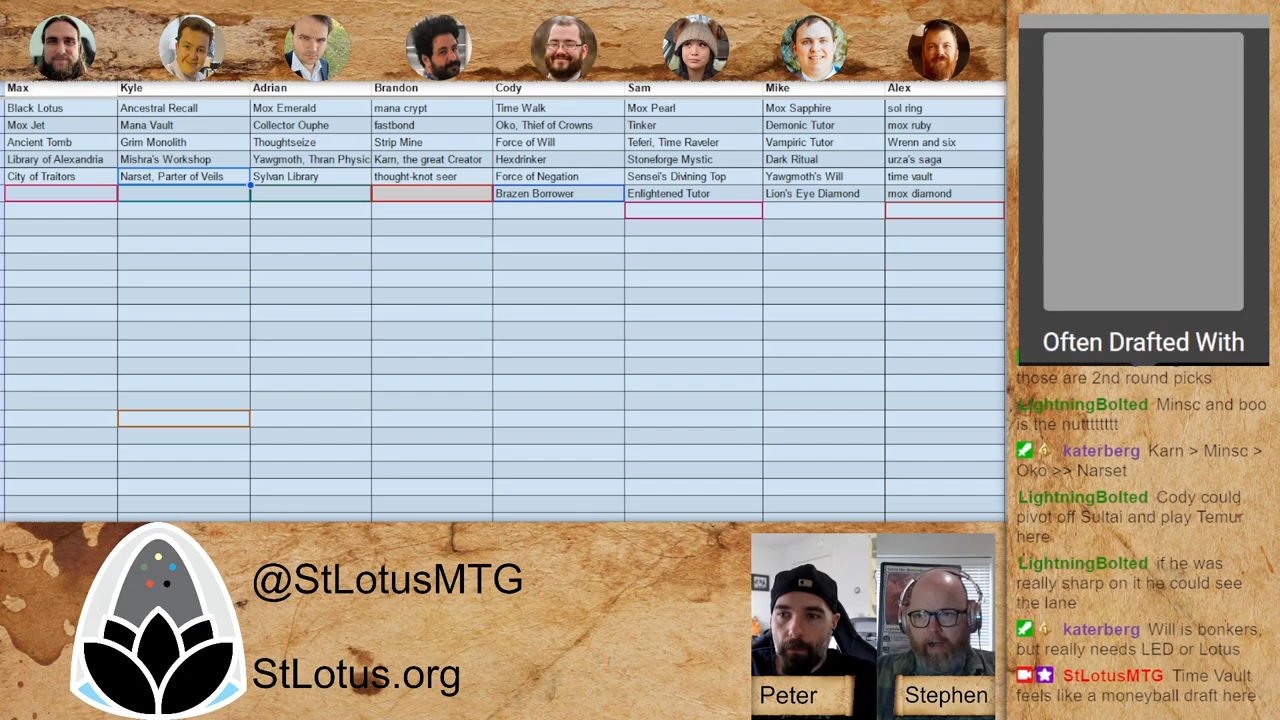 Max Kyle Adrian Brandon Cody Sam Mike Alex
Black Lotus Ancestral Recall Mox Emerald mana crypt Time Walk Mox Pearl Mox Sapphire sol ring
Mox Jet Mana Vault Collector Ouphe fastbond Oko, Thief of Crowns Tinker Demonic Tutor mox ruby
Ancient Tomb Grim Monolith Thoughtseize Strip Mine Force of Will Teferi, Time Raveler Vampiric Tutor Wrenn and six
Library of Alexandria Mishra's Workshop Yawgmoth, Thran Physic Karn, the great Creator Hexdrinker Stoneforge Mystic Dark Ritual urza's saga
City of Traitors Narset, Parter of Veils Sylvan Library thought-knot seer Force of Negation Sensei's Divining Top Yawgmoth's Will time vault
Brazen Borrower Enlightened Tutor Lion's Eye Diamond mox diamond
Often Drafted With
those are 2nd round picks
LightningBolted Minsc and boo
is the nutttttttt
katerberg Karn > Minsc >
Oko >> Narset
LightningBolted Cody could
pivot off Sultai and play Temur
here
LightningBolted if he was
really sharp on it he could see
the lane
katerberg Will is bonkers,
but really needs LED or Lotus
StLotusMTG Time Vault
feels like a moneyball draft here
@StLotusMTG
StLotus.org
Peter
Stephen